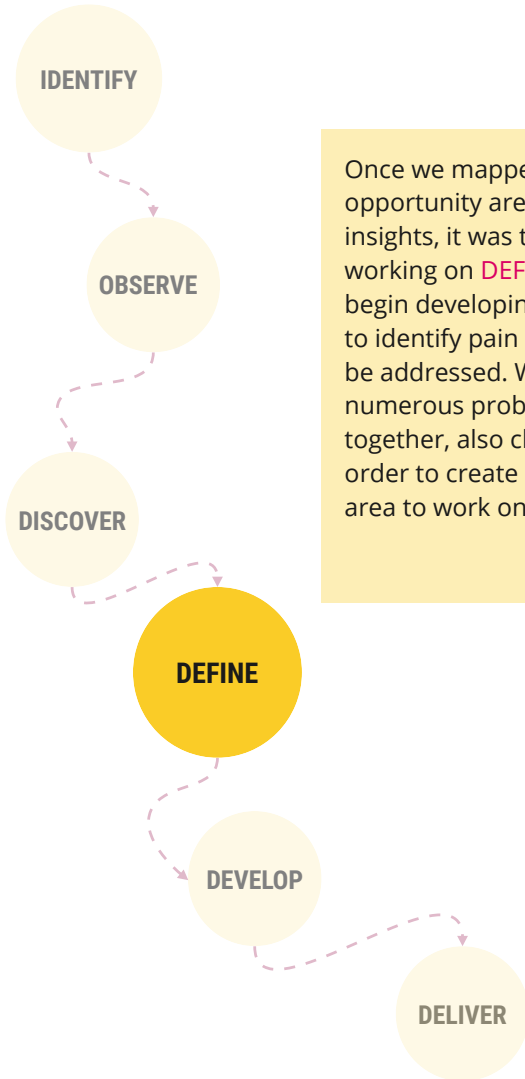 IDENTIFY
Once we mappe
opportunity are
insights, it was t
working on DEF
begin developin
to identify pain
be addressed. W
numerous prob
together, also cl
order to create
area to work on
OBSERVE
DISCOVER
DEFINE
DEVELOP
DELIVER